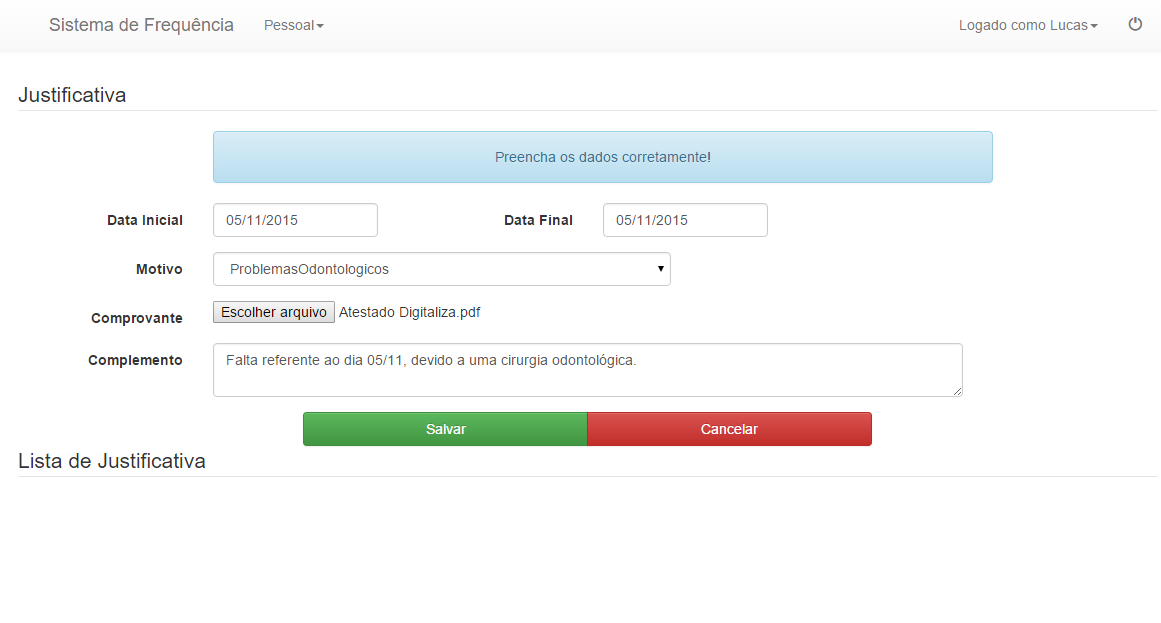 Sistema de Frequência Pessoal Logado como Lucas
Justificativa
Preencha os dados corretamente!
Data Inicial 05/11/2015 Data Final 05/11/2015
Motivo ProblemasOdontologicos
Comprovante Escolher arquivo Atestado Digitaliza.pdf
Complemento Falta referente ao dia 05/11, devido a uma cirurgia odontológica.
Salvar Cancelar
Lista de Justificativa